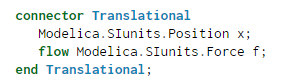 connector Translational
   Modelica.SIunits.Position x;
   flow Modelica.SIunits.Force f;
end Translational;